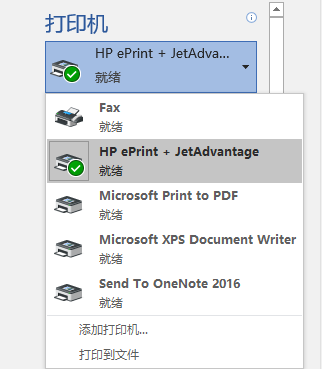 打印机
HP ePrint + JetAdva...
就绪
Fax
就绪
HP ePrint + JetAdvantage
就绪
Microsoft Print to PDF
就绪
Microsoft XPS Document Writer
就绪
Send To OneNote 2016
就绪
添加打印机...
打印到文件